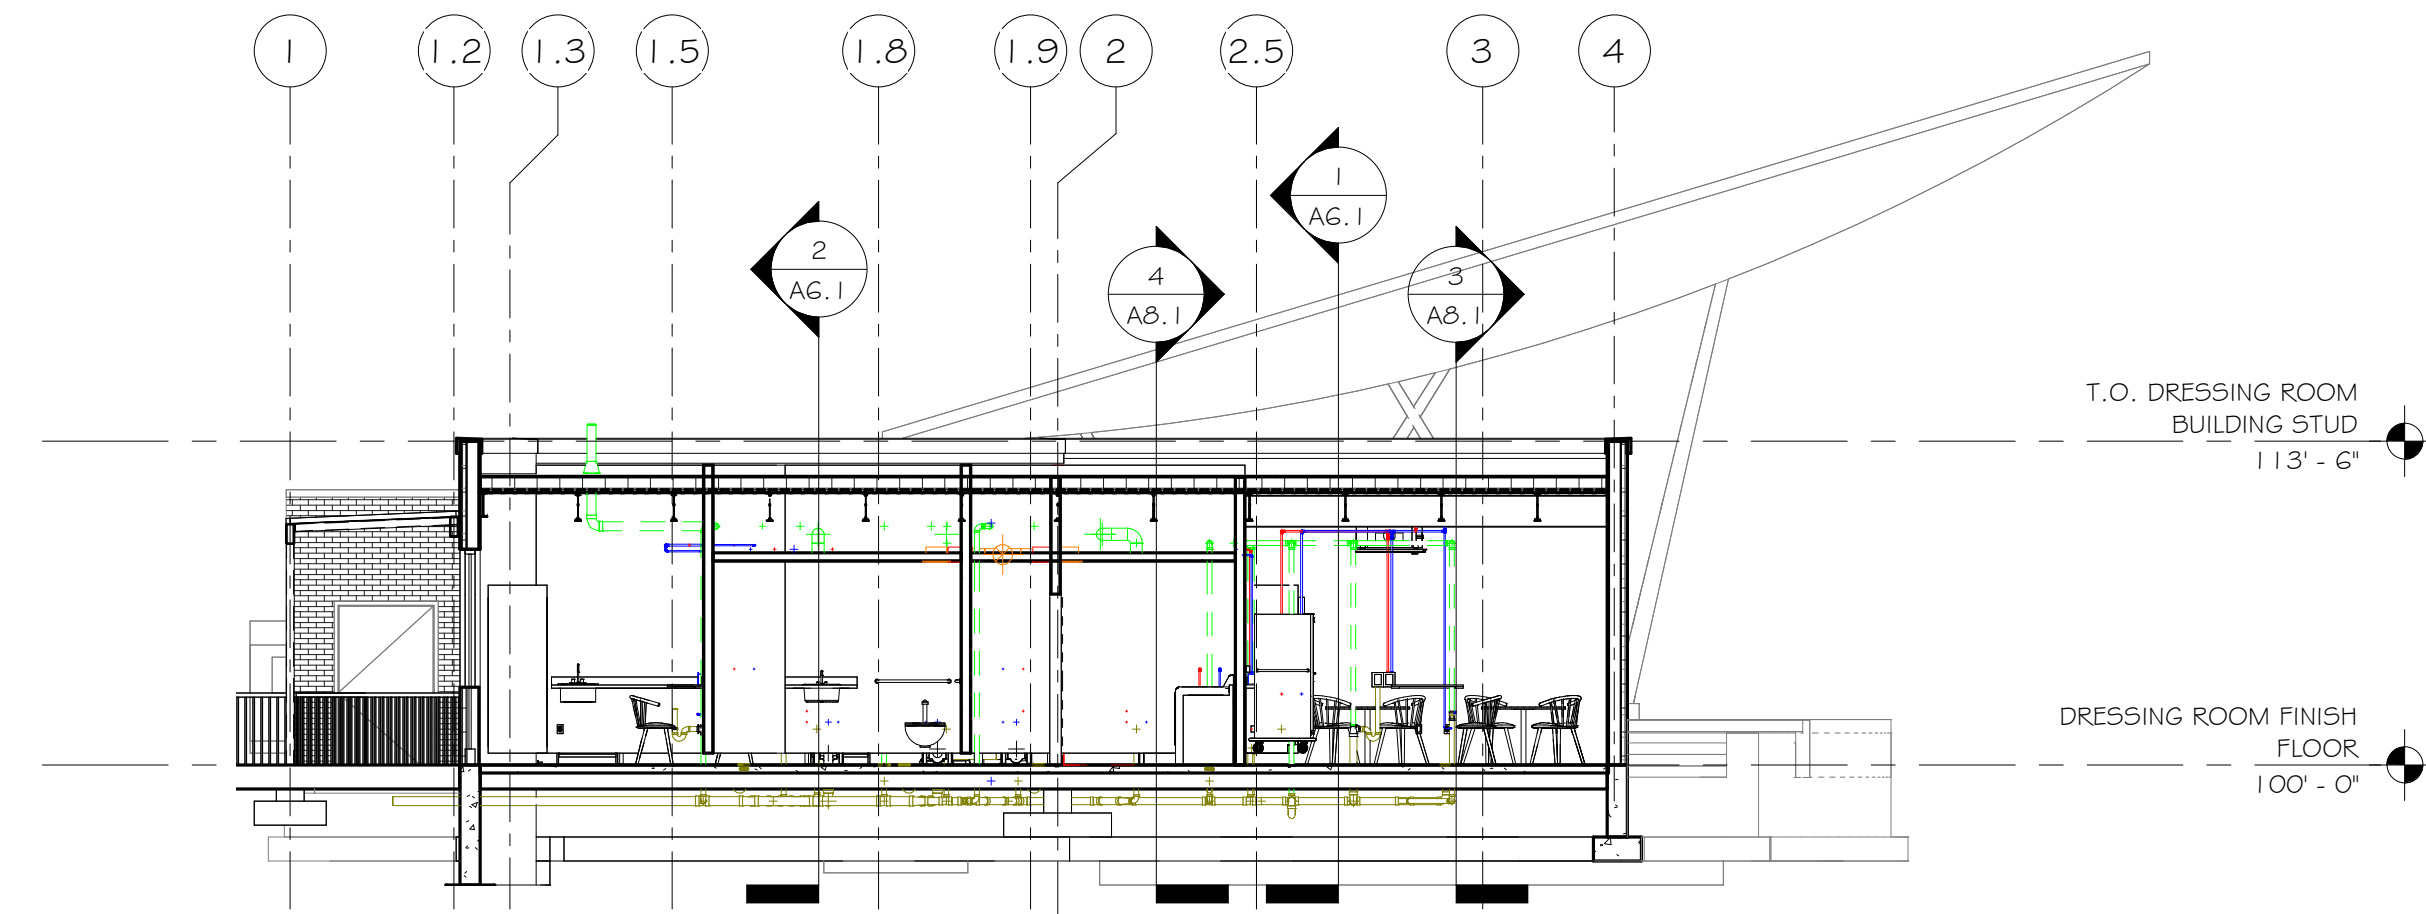 1
1.2
1.3
1.5
1.8
1.9
2
2.5
3
4
1
A6.1
2
A6.1
4
A8.1
3
A8.1
T.O. DRESSING ROOM
BUILDING STUD
113' - 6"
DRESSING ROOM FINISH
FLOOR
100' - 0"